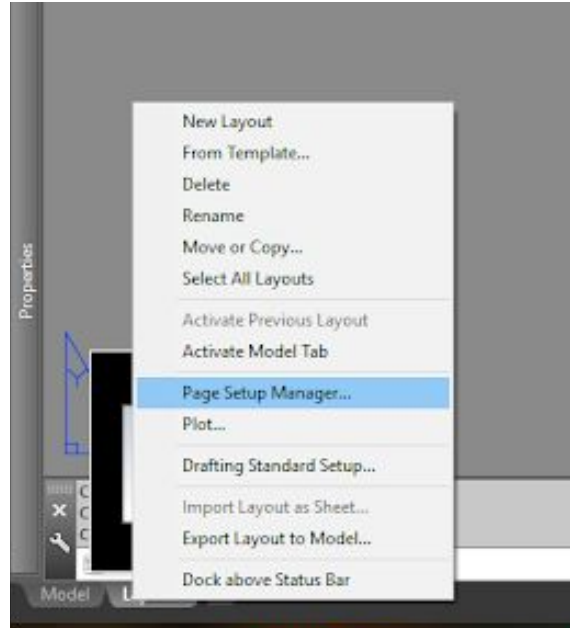 New Layout
From Template...
Delete
Rename
Move or Copy...
Select All Layouts
Activate Previous Layout
Activate Model Tab
Page Setup Manager...
Plot...
Drafting Standard Setup...
Import Layout as Sheet...
Export Layout to Model...
Dock above Status Bar
Properties
C
C
C
Model